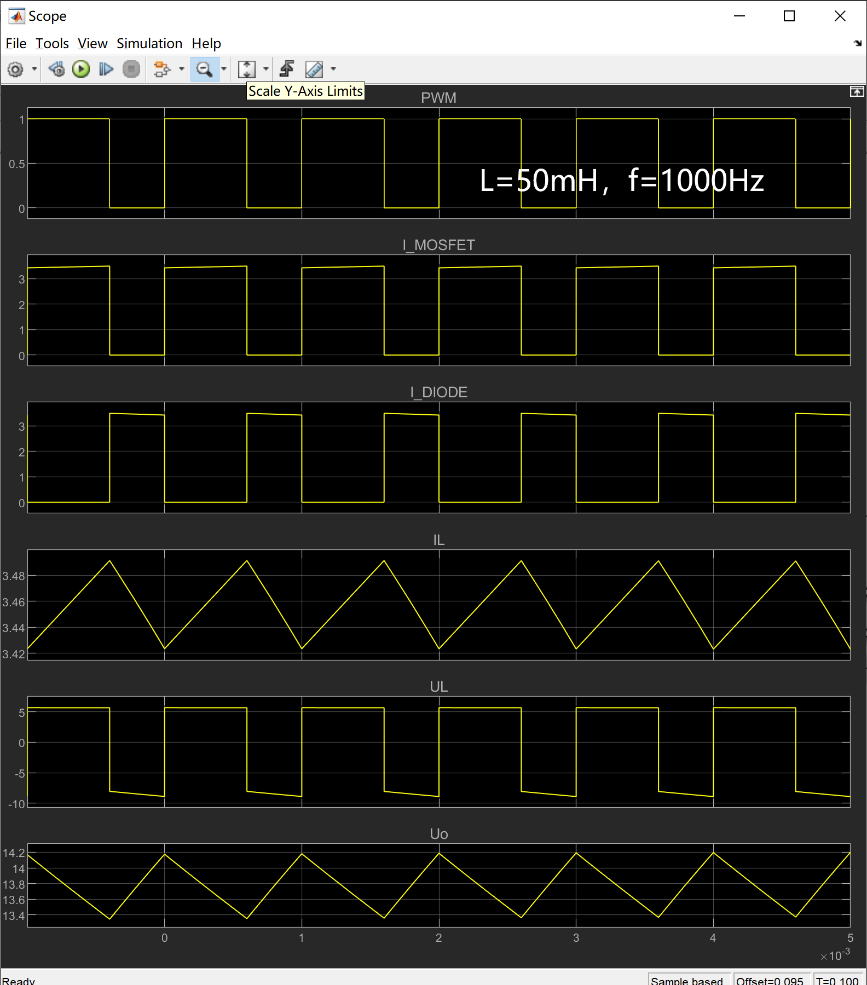 Scope
File Tools View Simulation Help
Scale Y-Axis Limits
PWM
1
0.5
0
L=50mH，f=1000Hz
I_MOSFET
3
2
1
0
I_DIODE
3
2
1
0
IL
3.48
3.46
3.44
3.42
UL
5
0
-5
-10
Uo
14.2
14
13.8
13.6
13.4
0 1 2 3 4 5
×10-3
Ready
Sample based Offset=0.095 T=0.100